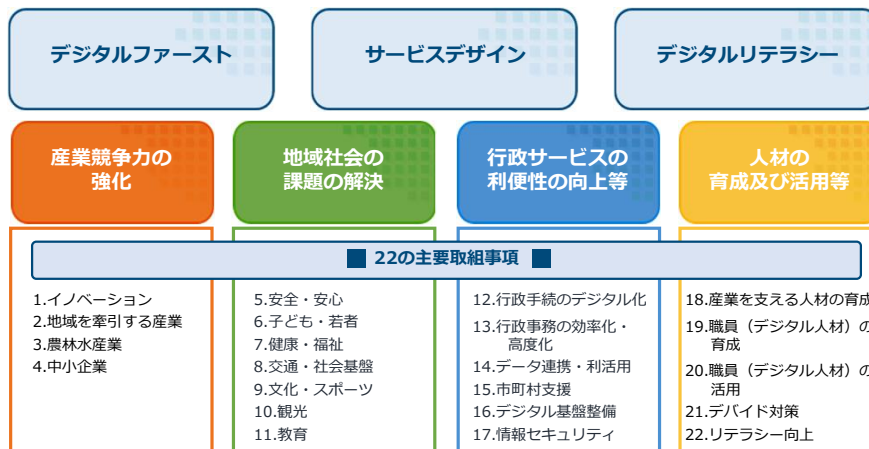 デジタルファースト
サービスデザイン
デジタルリテラシー
産業競争力の
強化
地域社会の
課題の解決
行政サービスの
利便性の向上等
人材の
育成及び活用等
■ 22の主要取組事項 ■
1.イノベーション
2.地域を牽引する産業
3.農林水産業
4.中小企業
5.安全・安心
6.子ども・若者
7.健康・福祉
8.交通・社会基盤
9.文化・スポーツ
10.観光
11.教育
12.行政手続のデジタル化
13.行政事務の効率化・
高度化
14.データ連携・利活用
15.市町村支援
16.デジタル基盤整備
17.情報セキュリティ
18.産業を支える人材の育成
19.職員（デジタル人材）の
育成
20.職員（デジタル人材）の
活用
21.デバイド対策
22.リテラシー向上